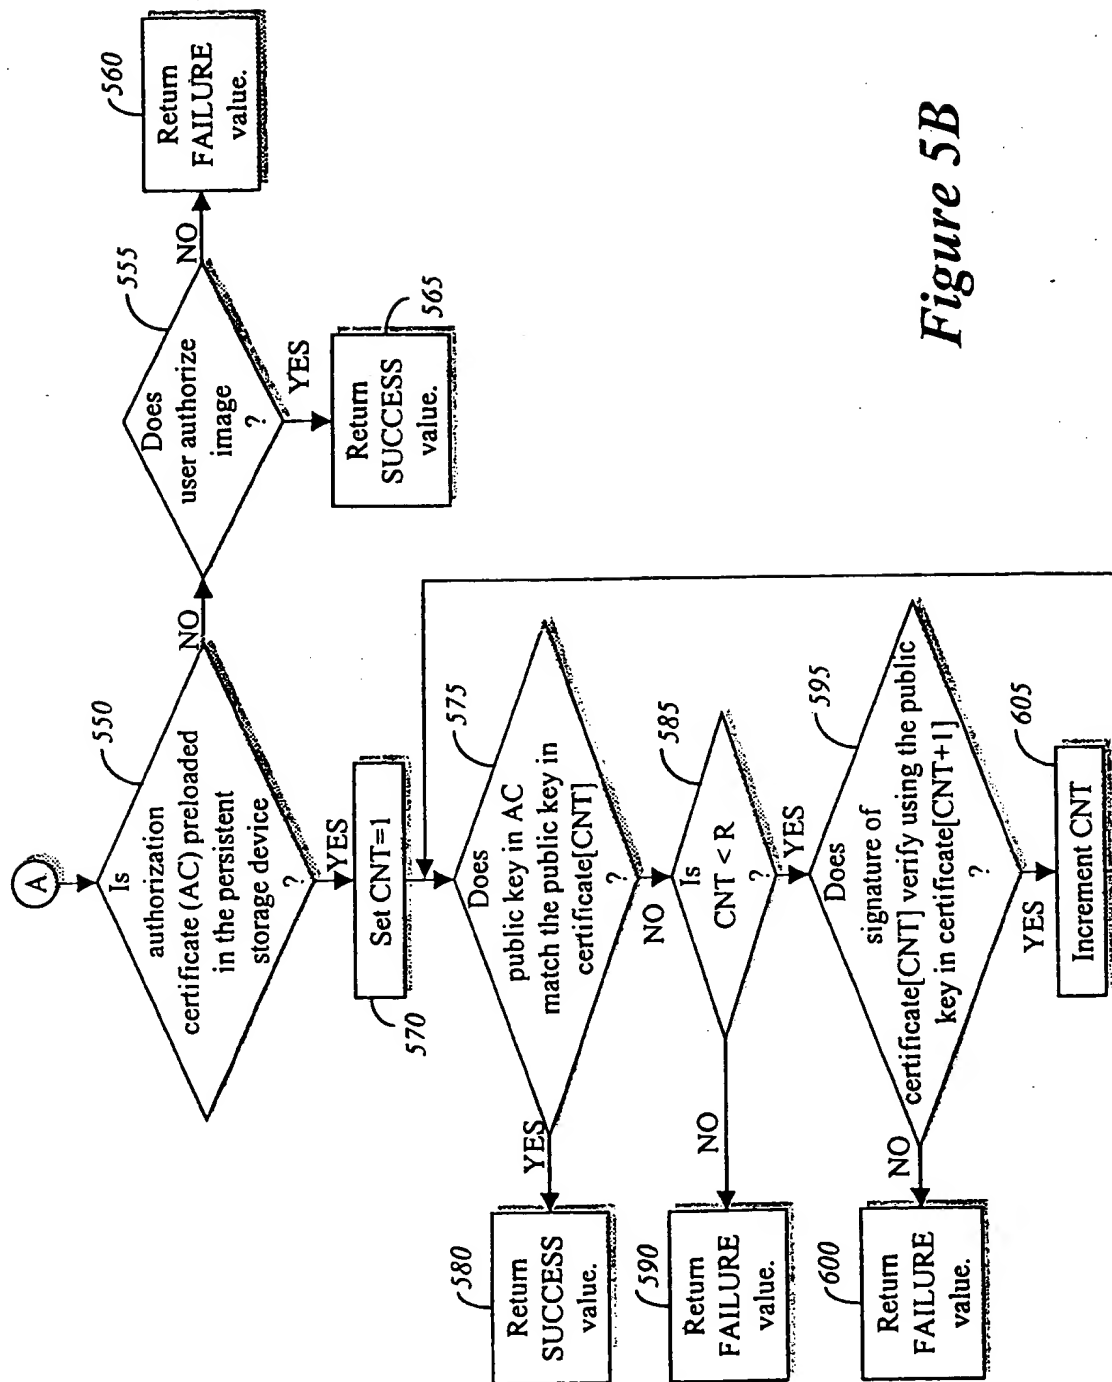 A
550
Is
authorization
certificate (AC) preloaded
in the persistent
storage device
?
NO
555
Does
user authorize
image
?
NO
560
Return
FAILURE
value.
YES
565
Return
SUCCESS
value.
YES
570
Set CNT=1
575
Does
public key in AC
match the public key in
certificate[CNT]
?
YES
580
Return
SUCCESS
value.
NO
585
Is
CNT < R
?
NO
590
Return
FAILURE
value.
YES
595
Does
signature of
certificate[CNT] verify using the public
key in certificate[CNT+1]
?
NO
600
Return
FAILURE
value.
YES
605
Increment CNT
Figure 5B